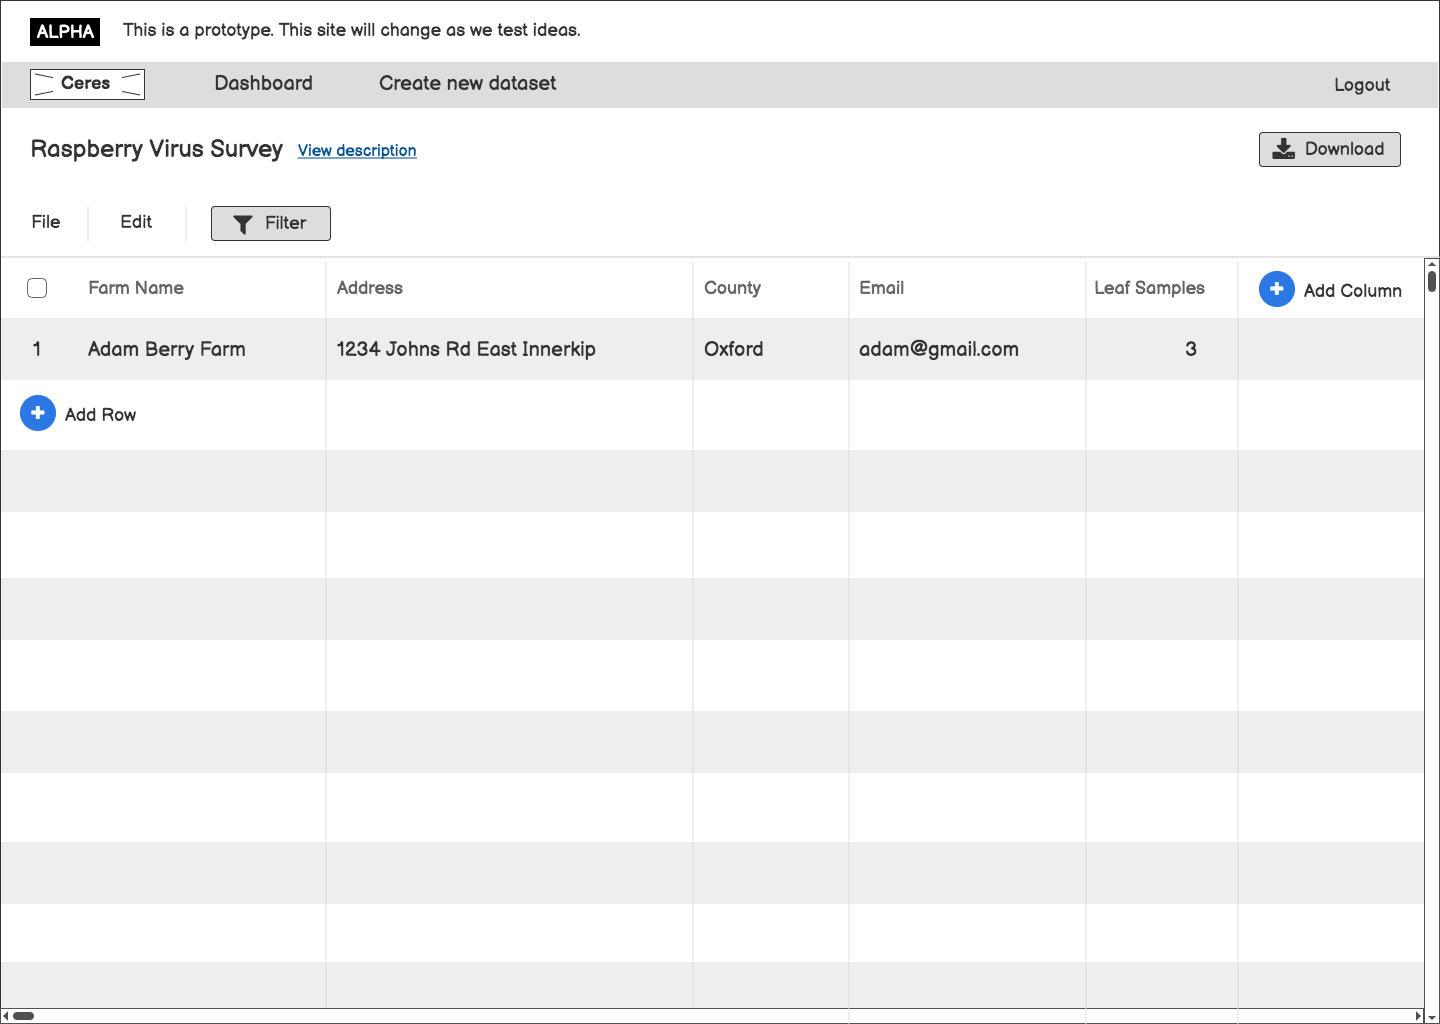 ALPHA This is a prototype. This site will change as we test ideas.
Ceres Dashboard Create new dataset Logout
Raspberry Virus Survey View description Download
File Edit Filter
Farm Name Address County Email Leaf Samples Add Column
1 Adam Berry Farm 1234 Johns Rd East Innerkip Oxford adam@gmail.com 3
Add Row